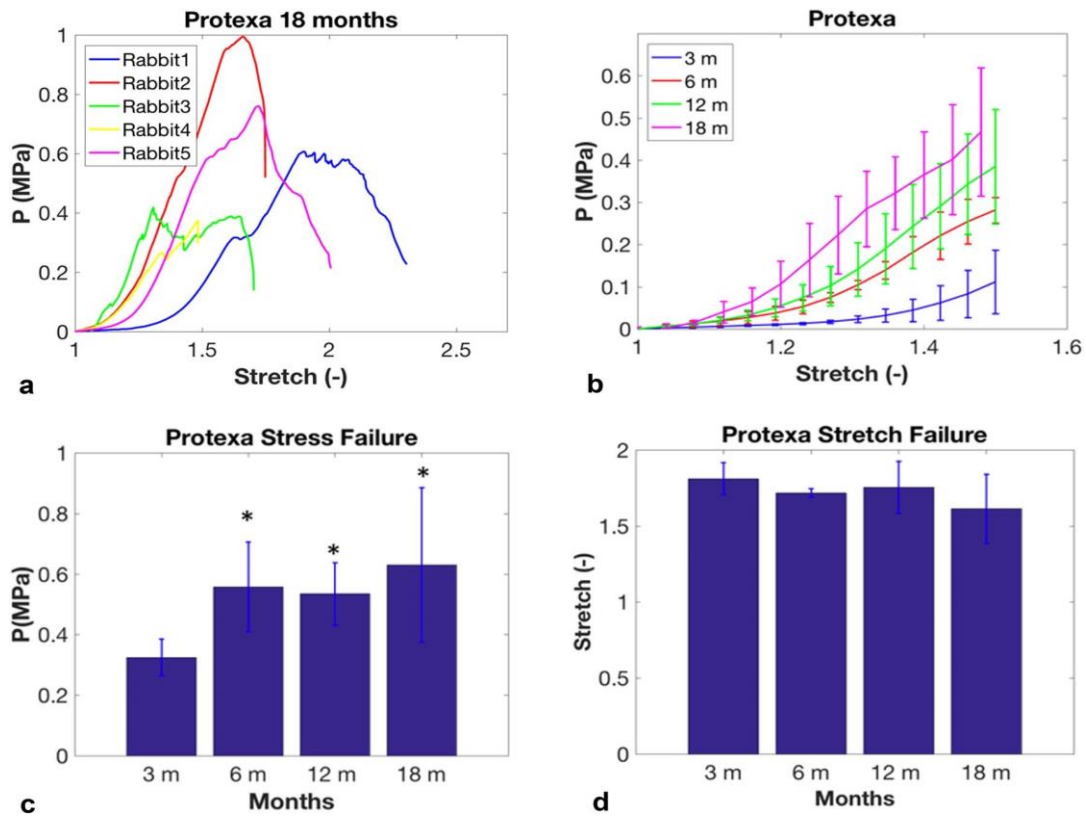 Protexa 18 months
1
0.8
0.6
0.4
0.2
0
P (MPa)
Rabbit1
Rabbit2
Rabbit3
Rabbit4
Rabbit5
1 1.5 2 2.5
Stretch (-)
a
Protexa
0.6
0.5
0.4
0.3
0.2
0.1
0
P (MPa)
3 m
6 m
12 m
18 m
1 1.2 1.4 1.6
Stretch (-)
b
Protexa Stress Failure
1
0.8
0.6
0.4
0.2
0
P(MPa)
* * *
3 m 6 m 12 m 18 m
Months
c
Protexa Stretch Failure
2
1.5
1
0.5
0
Stretch (-)
3 m 6 m 12 m 18 m
Months
d